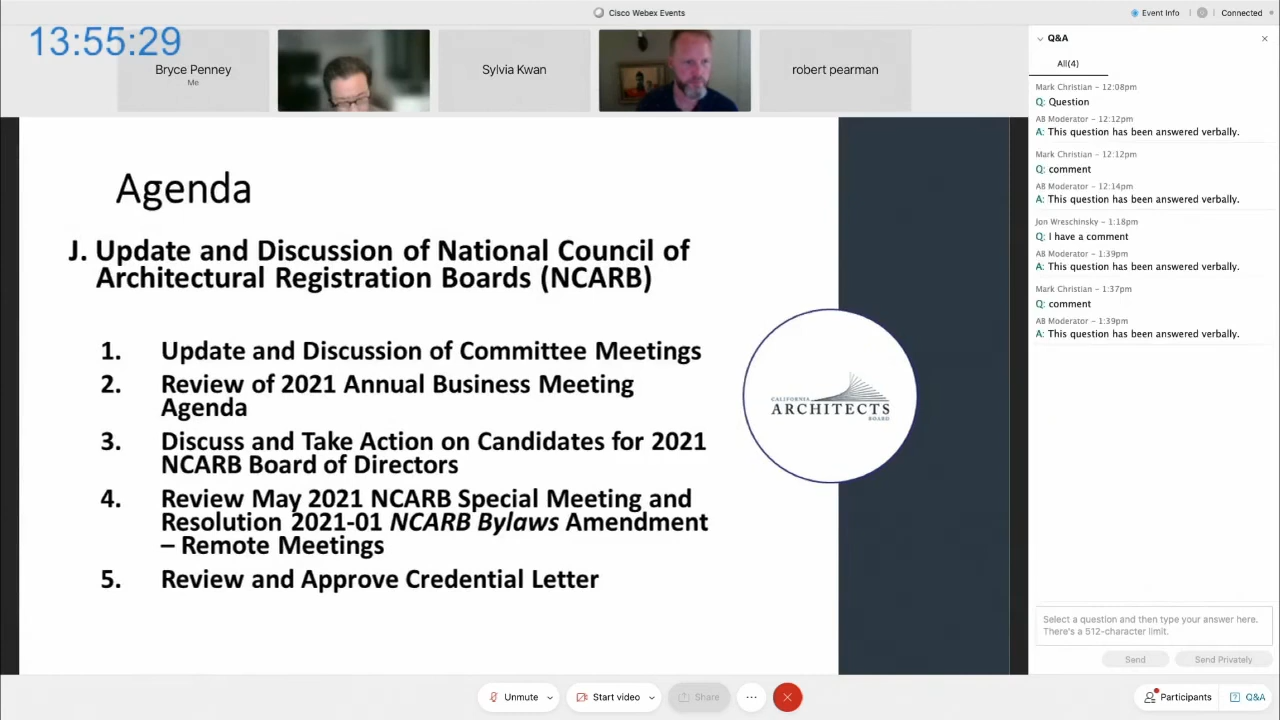 Cisco Webex Events
Event Info
Connected
13:55:29
Bryce Penney
Me
Sylvia Kwan
robert pearman
Agenda
J. Update and Discussion of National Council of
Architectural Registration Boards (NCARB)
1. Update and Discussion of Committee Meetings
2. Review of 2021 Annual Business Meeting
Agenda
3. Discuss and Take Action on Candidates for 2021
NCARB Board of Directors
4. Review May 2021 NCARB Special Meeting and
Resolution 2021-01 NCARB Bylaws Amendment
– Remote Meetings
5. Review and Approve Credential Letter
CALIFORNIA
ARCHITECTS
BOARD
Q&A
All(4)
Mark Christian – 12:08pm
Q: Question
AB Moderator – 12:12pm
A: This question has been answered verbally.
Mark Christian – 12:12pm
Q: comment
AB Moderator – 12:14pm
A: This question has been answered verbally.
Jon Wreschinsky – 1:18pm
Q: I have a comment
AB Moderator – 1:39pm
A: This question has been answered verbally.
Mark Christian – 1:37pm
Q: comment
AB Moderator – 1:39pm
A: This question has been answered verbally.
Select a question and then type your answer here.
There's a 512-character limit.
Send
Send Privately
Unmute
Start video
Share
Participants
Q&A